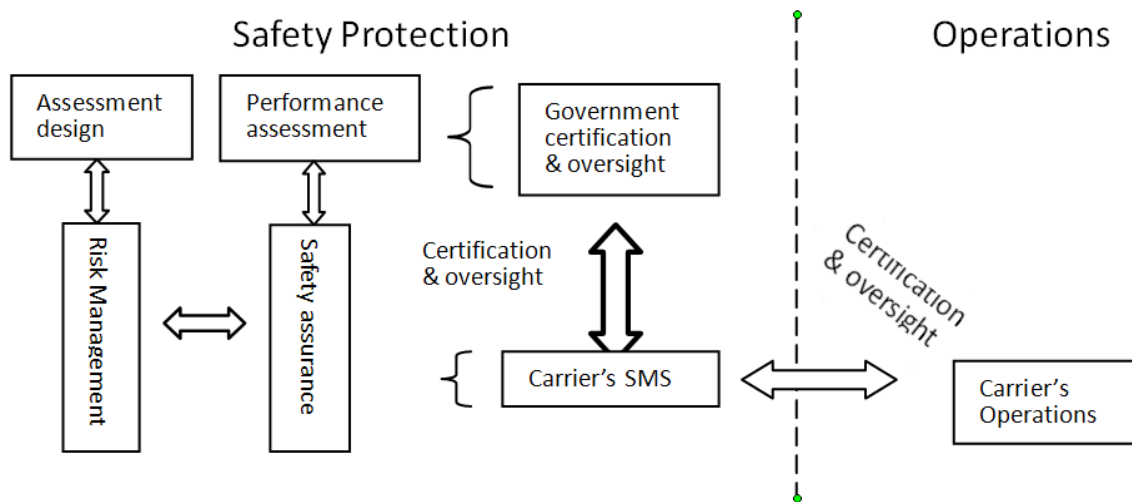 Safety Protection
Operations
Assessment
design
Performance
assessment
Government
certification
& oversight
Risk Management
Safety assurance
Certification
& oversight
Certification
& oversight
Carrier's SMS
Carrier's
Operations